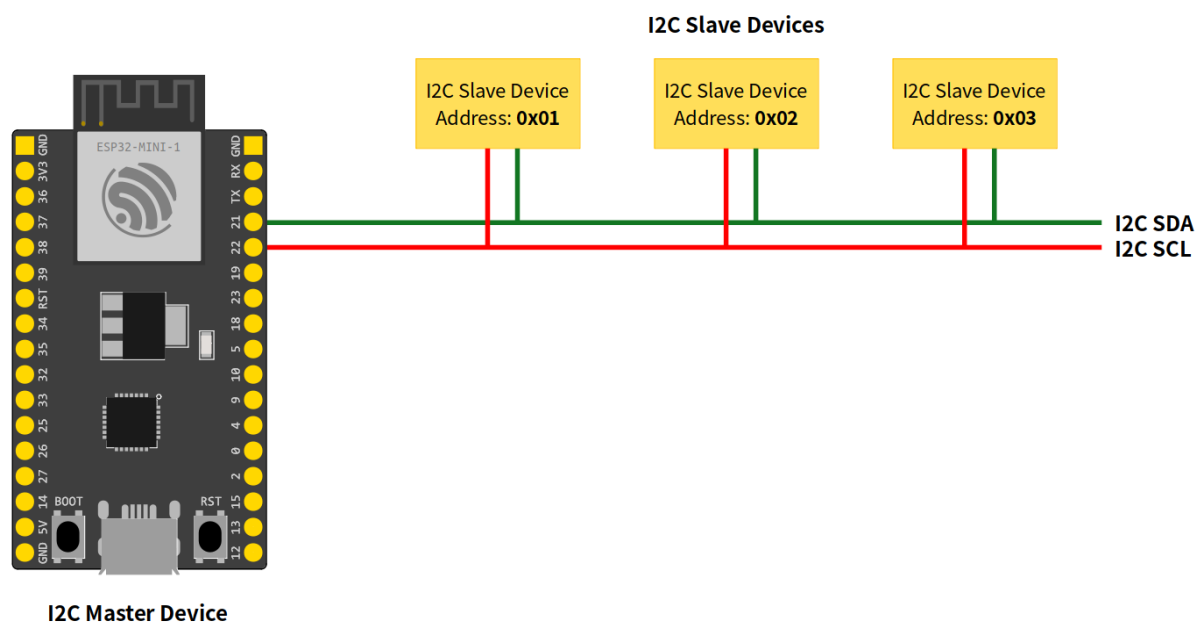 I2C Slave Devices
I2C Slave Device
Address: 0x01
I2C Slave Device
Address: 0x02
I2C Slave Device
Address: 0x03
I2C SDA
I2C SCL
ESP32-MINI-1
GND
3V3
36
37
38
39
RST
34
35
32
33
25
26
27
14
5V
GND
GND
RX
TX
21
22
19
23
18
5
10
9
4
0
2
15
13
12
BOOT
RST
I2C Master Device